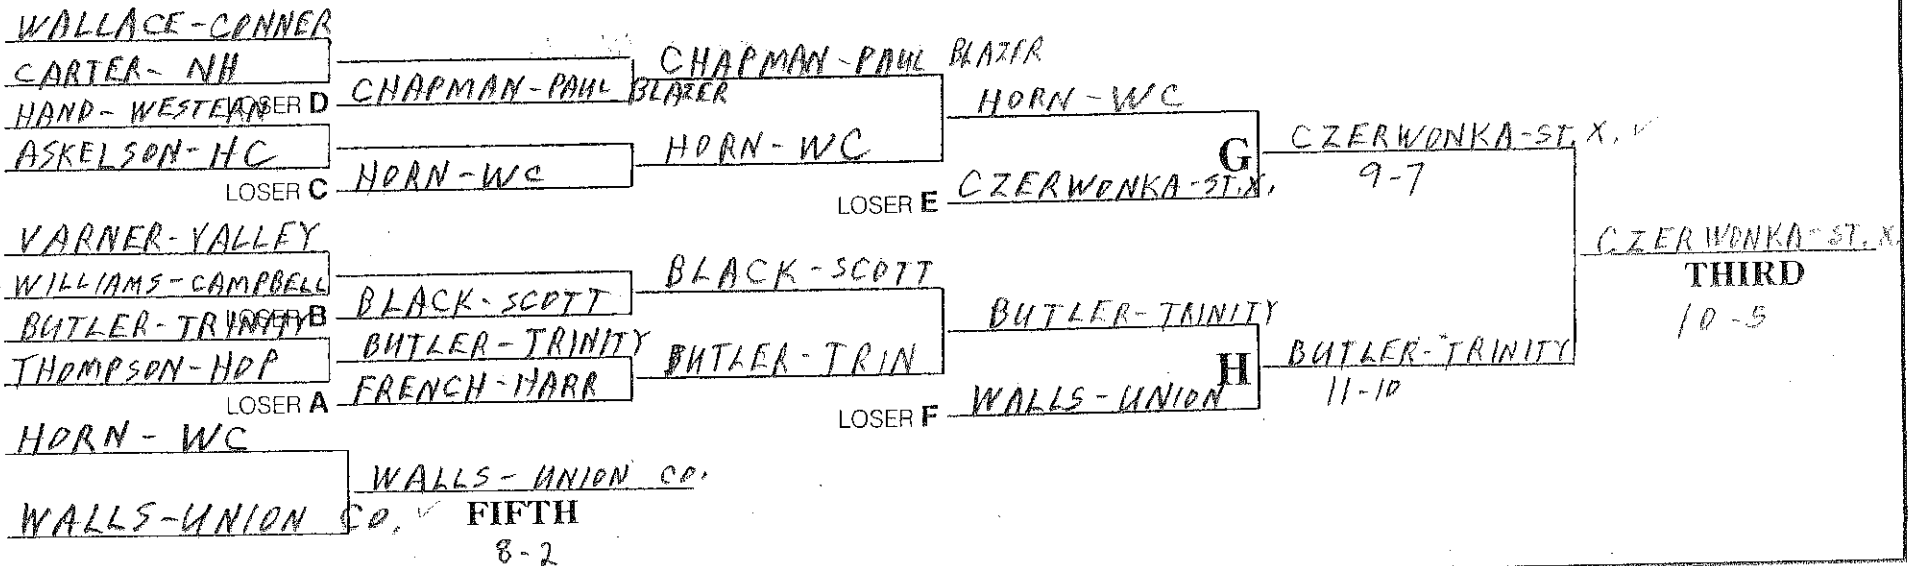 WALLACE-CONNER
CARTER- NH
HAND- WESTERN
LOSER D
CHAPMAN-PAUL BLAZER
CHAPMAN-PAUL BLAZER
ASKELSON-HC
LOSER C
HORN-WC
HORN-WC
HORN-WC
LOSER E
CZERWONKA-ST.X.
G
CZERWONKA-ST. X. ✓
9-7
VARNER-VALLEY
WILLIAMS-CAMPBELL
LOSER B
BLACK-SCOTT
BLACK-SCOTT
BUTLER-TRINITY
THOMPSON-HOP
BUTLER-TRINITY
LOSER A
FRENCH-HARR
BUTLER-TRIN
BUTLER-TRINITY
LOSER F
WALLS-UNION
H
BUTLER-TRINITY
11-10
CZERWONKA-ST. X.
THIRD
10-5
HORN-WC
WALLS-UNION CO. ✓
WALLS-UNION CO.
FIFTH
8-2